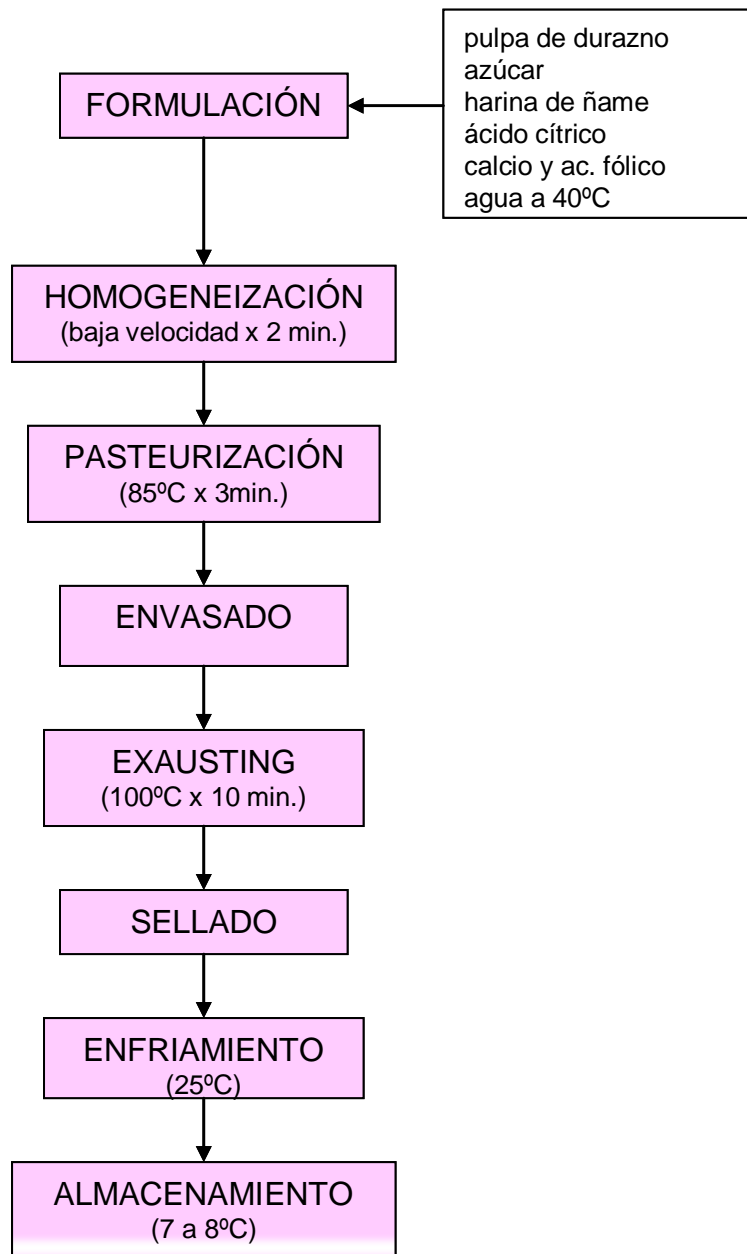 FORMULACIÓN
pulpa de durazno
azúcar
harina de ñame
ácido cítrico
calcio y ac. fólico
agua a 40ºC
HOMOGENEIZACIÓN
(baja velocidad x 2 min.)
PASTEURIZACIÓN
(85ºC x 3min.)
ENVASADO
EXAUSTING
(100ºC x 10 min.)
SELLADO
ENFRIAMIENTO
(25ºC)
ALMACENAMIENTO
(7 a 8ºC)